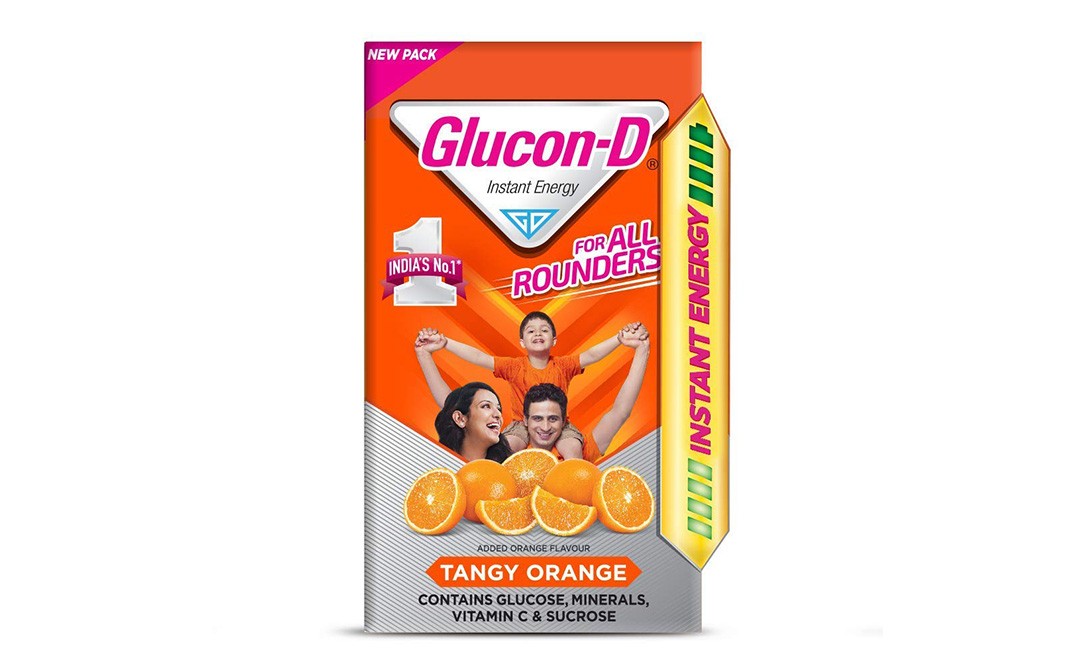 NEW PACK
Glucon-D®
Instant Energy
GD
1
INDIA'S No.1*
FOR ALL
ROUNDERS
INSTANT ENERGY
ADDED ORANGE FLAVOUR
TANGY ORANGE
CONTAINS GLUCOSE, MINERALS,
VITAMIN C & SUCROSE